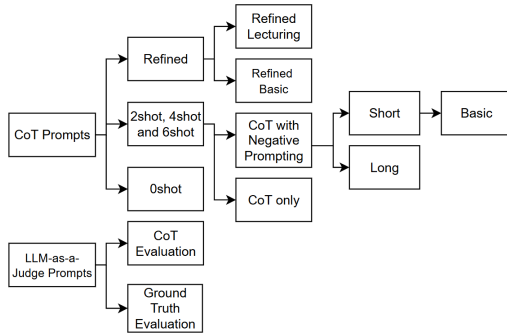 Refined
Lecturing
Refined
Refined
Basic
CoT Prompts
2shot, 4shot
and 6shot
CoT with
Negative
Prompting
Short
Basic
Long
0shot
CoT only
LLM-as-a-
Judge Prompts
CoT
Evaluation
Ground
Truth
Evaluation